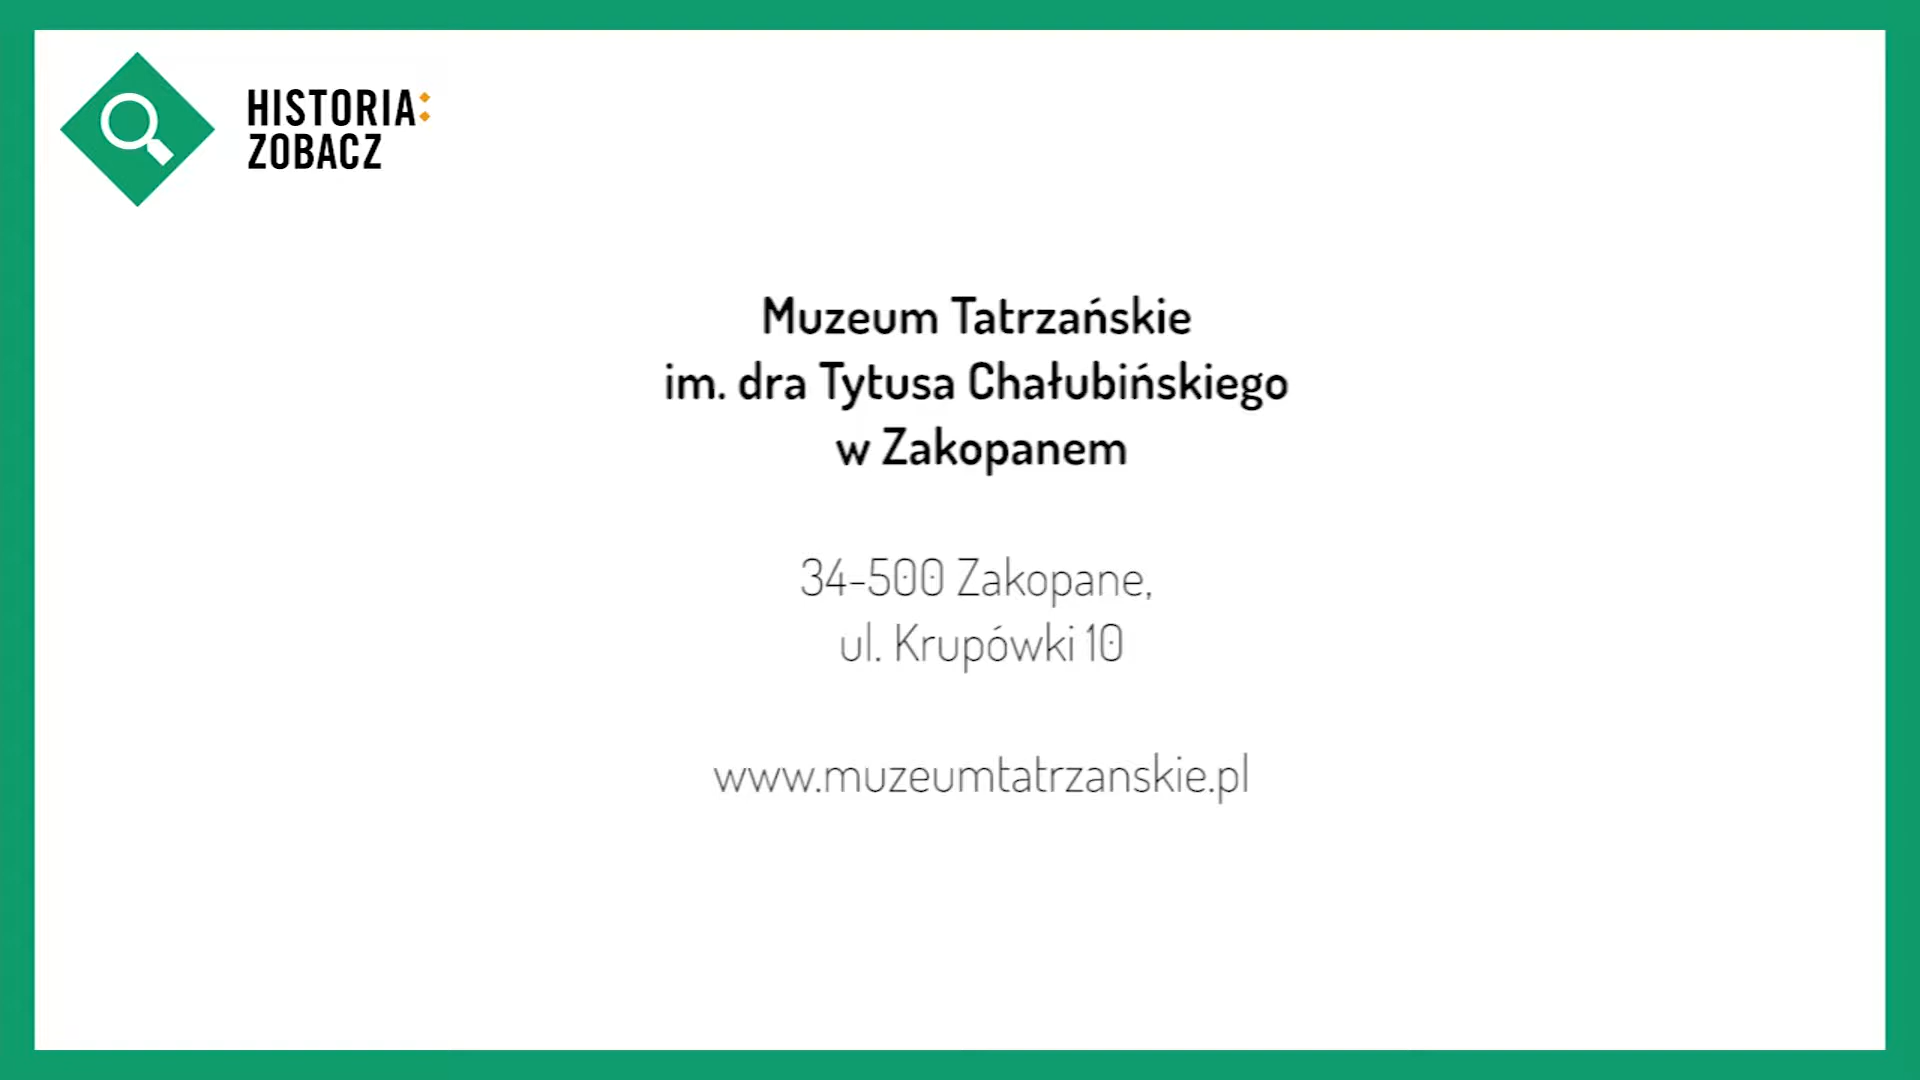 HISTORIA:
ZOBACZ
Muzeum Tatrzańskie
im. dra Tytusa Chałubińskiego
w Zakopanem
34-500 Zakopane,
ul. Krupówki 10
www.muzeumtatrzanskie.pl